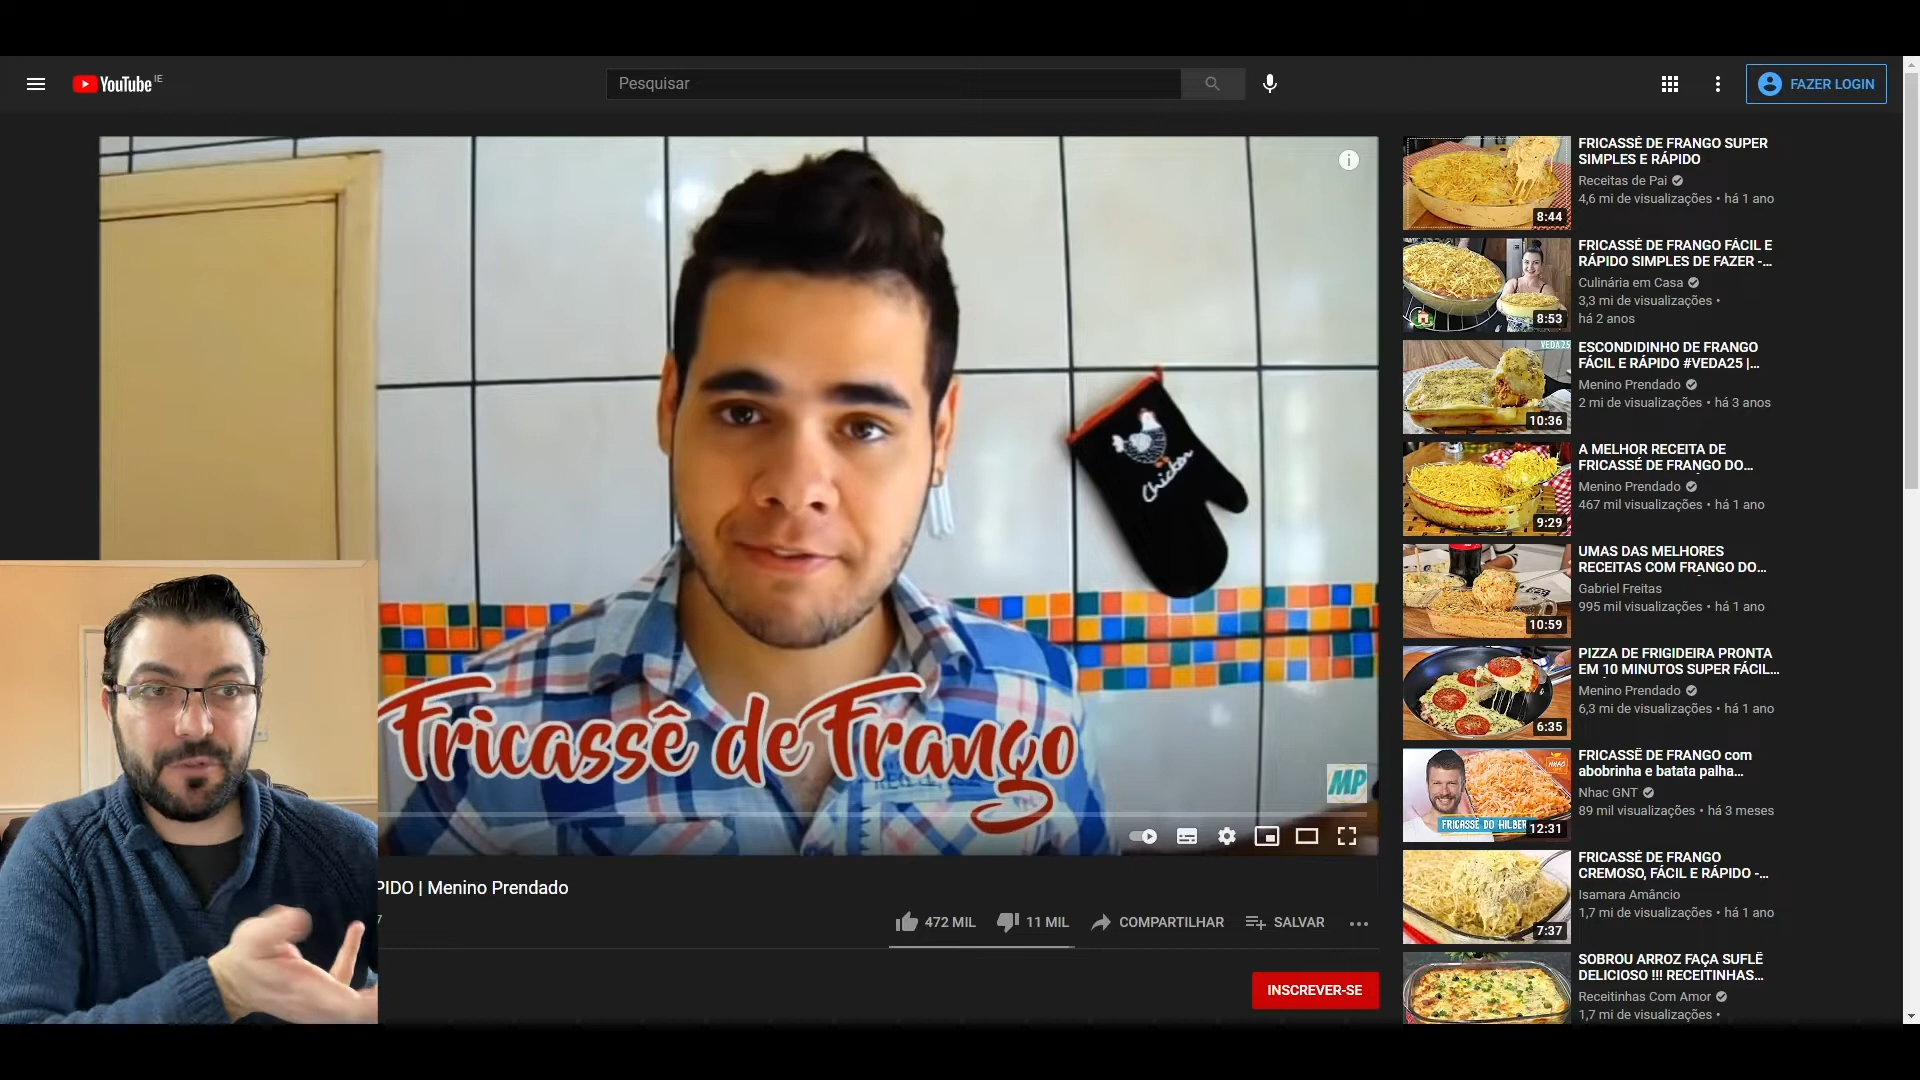 YouTube IE
Pesquisar
FAZER LOGIN
Chicken
Fricassê de Frango
MP
PIDO | Menino Prendado
7
472 MIL
11 MIL
COMPARTILHAR
SALVAR
INSCREVER-SE
FRICASSÊ DE FRANGO SUPER
SIMPLES E RÁPIDO
Receitas de Pai
4,6 mi de visualizações • há 1 ano
8:44
FRICASSÊ DE FRANGO FÁCIL E
RÁPIDO SIMPLES DE FAZER -...
Culinária em Casa
3,3 mi de visualizações •
há 2 anos
8:53
VEDA 25
ESCONDIDINHO DE FRANGO
FÁCIL E RÁPIDO #VEDA25 |...
Menino Prendado
2 mi de visualizações • há 3 anos
10:36
A MELHOR RECEITA DE
FRICASSÊ DE FRANGO DO...
Menino Prendado
467 mil visualizações • há 1 ano
9:29
UMAS DAS MELHORES
RECEITAS COM FRANGO DO...
Gabriel Freitas
995 mil visualizações • há 1 ano
10:59
PIZZA DE FRIGIDEIRA PRONTA
EM 10 MINUTOS SUPER FÁCIL...
Menino Prendado
6,3 mi de visualizações • há 1 ano
6:35
FRICASSÊ DE FRANGO com
abobrinha e batata palha...
Nhac GNT
89 mil visualizações • há 3 meses
NHAC
FRICASSÊ DO HILBER
12:31
FRICASSÊ DE FRANGO
CREMOSO, FÁCIL E RÁPIDO -...
Isamara Amâncio
1,7 mi de visualizações • há 1 ano
7:37
SOBROU ARROZ FAÇA SUFLÊ
DELICIOSO !!! RECEITINHAS...
Receitinhas Com Amor
1,7 mi de visualizações •